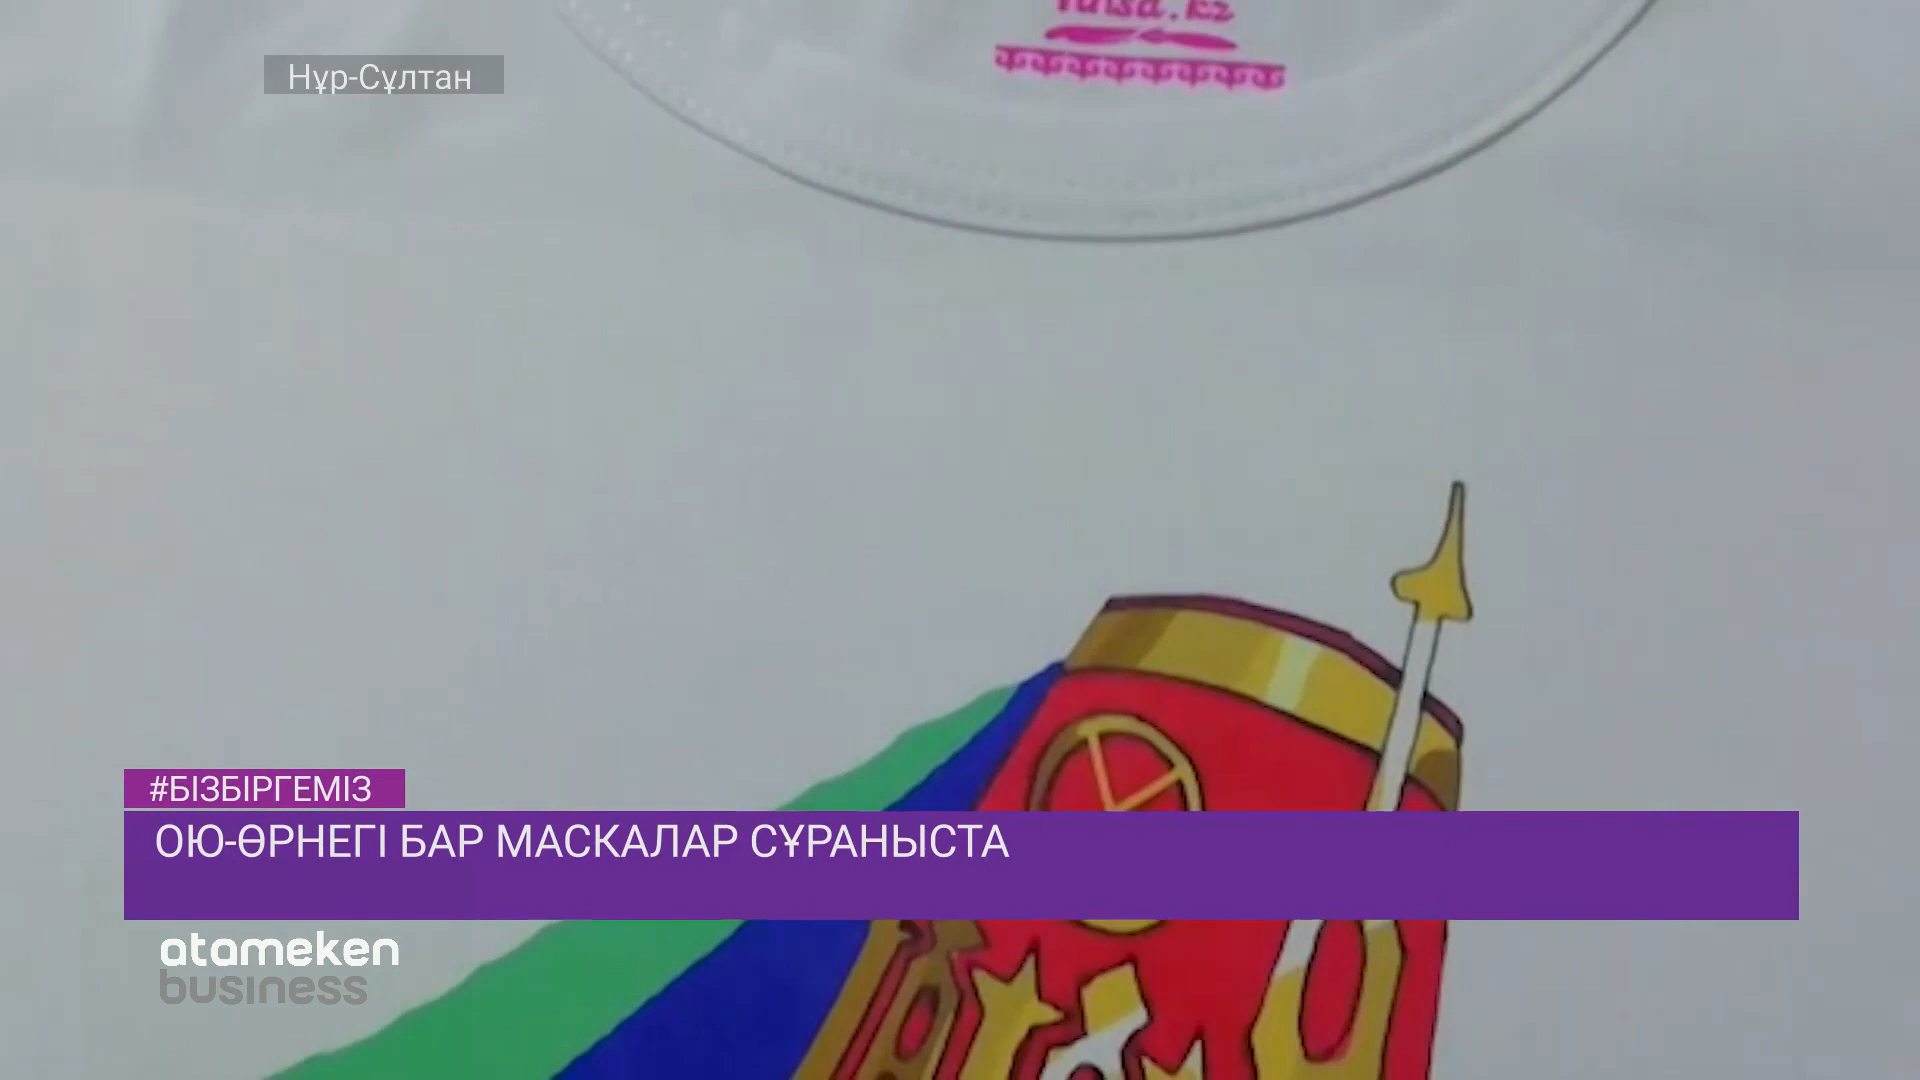 Нұр-Сұлтан
#БІЗБІРГЕМІЗ
ОЮ-ӨРНЕГІ БАР МАСКАЛАР СҰРАНЫСТА
atameken
business